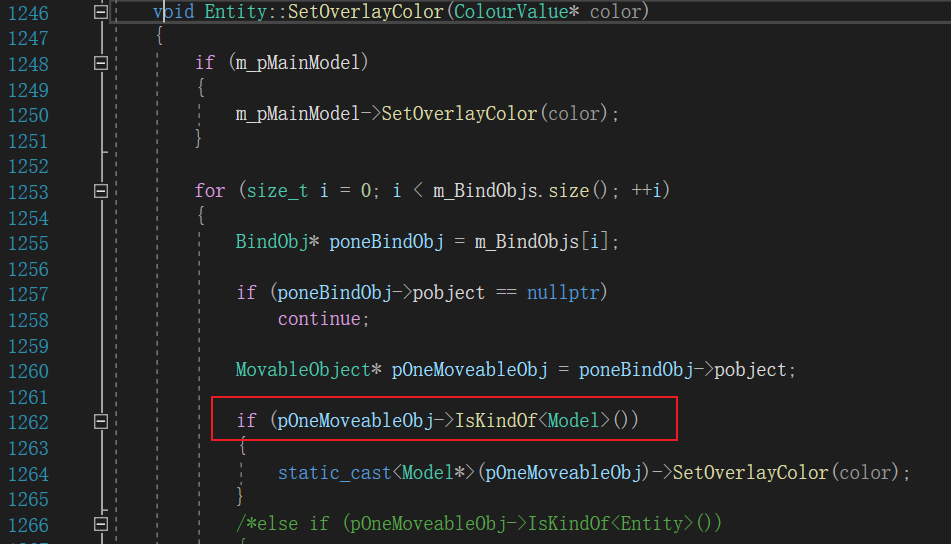 1246 void Entity::SetOverlayColor(ColourValue* color)
1247 {
1248 if (m_pMainModel)
1249 {
1250 m_pMainModel->SetOverlayColor(color);
1251 }
1252
1253 for (size_t i = 0; i < m_BindObjs.size(); ++i)
1254 {
1255 BindObj* poneBindObj = m_BindObjs[i];
1256
1257 if (poneBindObj->pobject == nullptr)
1258 continue;
1259
1260 MovableObject* pOneMoveableObj = poneBindObj->pobject;
1261
1262 if (pOneMoveableObj->IsKindOf<Model>())
1263 {
1264 static_cast<Model*>(pOneMoveableObj)->SetOverlayColor(color);
1265 }
1266 /*else if (pOneMoveableObj->IsKindOf<Entity>())